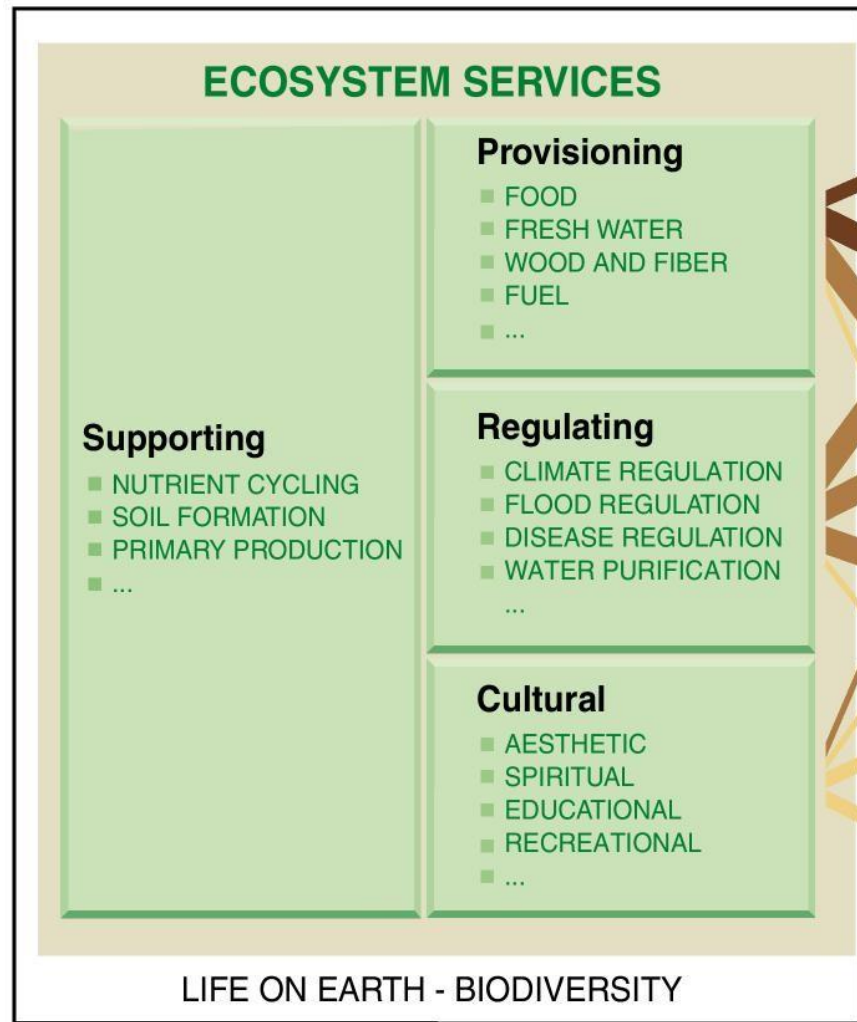 ECOSYSTEM SERVICES
Supporting
NUTRIENT CYCLING
SOIL FORMATION
PRIMARY PRODUCTION
...
Provisioning
FOOD
FRESH WATER
WOOD AND FIBER
FUEL
...
Regulating
CLIMATE REGULATION
FLOOD REGULATION
DISEASE REGULATION
WATER PURIFICATION
...
Cultural
AESTHETIC
SPIRITUAL
EDUCATIONAL
RECREATIONAL
...
LIFE ON EARTH - BIODIVERSITY